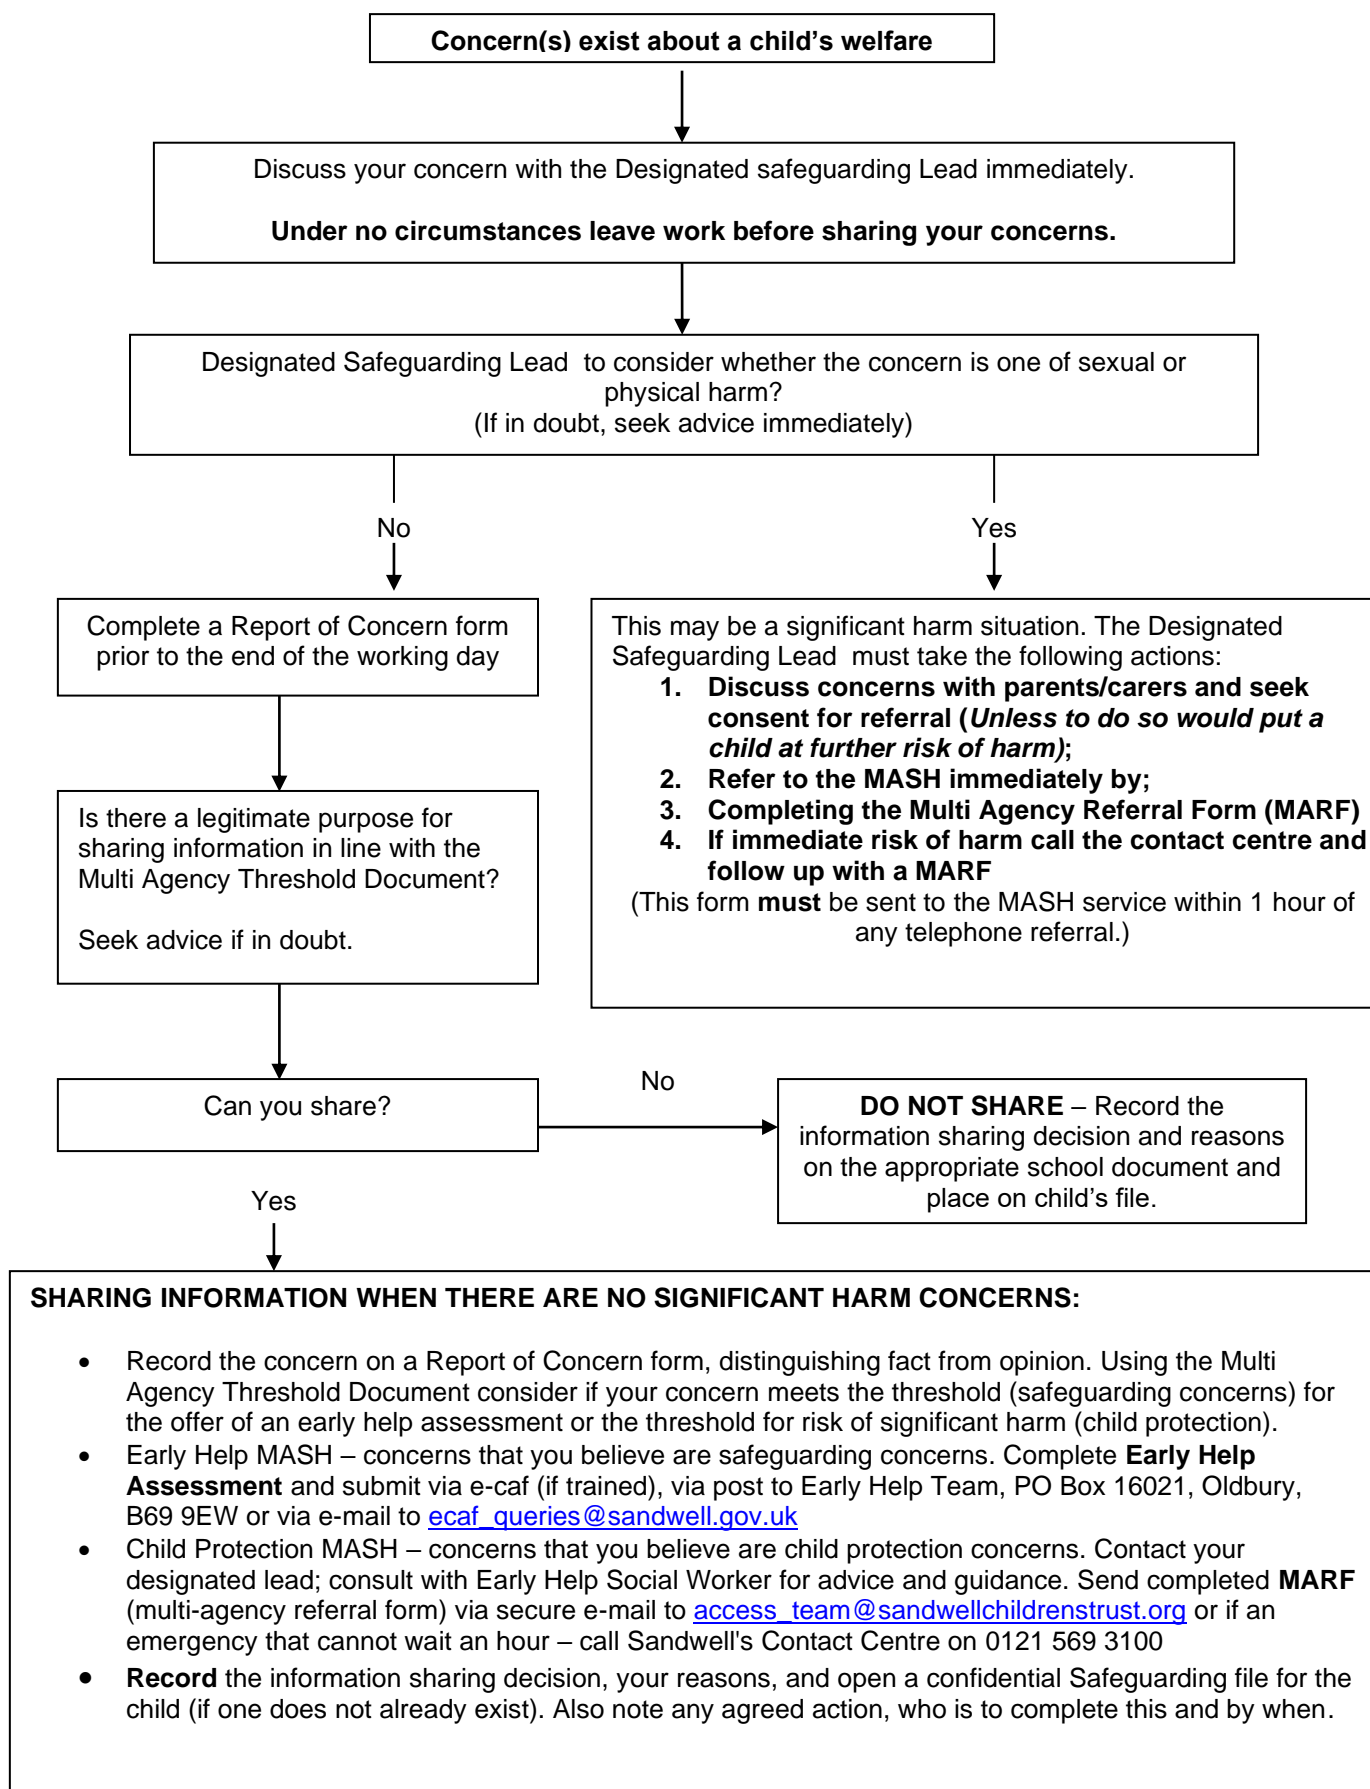 Concern(s) exist about a child's welfare
Discuss your concern with the Designated safeguarding Lead immediately.
Under no circumstances leave work before sharing your concerns.
Designated Safeguarding Lead  to consider whether the concern is one of sexual or
physical harm?
(If in doubt, seek advice immediately)
No
Yes
Complete a Report of Concern form
prior to the end of the working day
This may be a significant harm situation. The Designated
Safeguarding Lead  must take the following actions:
1. Discuss concerns with parents/carers and seek
consent for referral (Unless to do so would put a
child at further risk of harm);
2. Refer to the MASH immediately by;
3. Completing the Multi Agency Referral Form (MARF)
4. If immediate risk of harm call the contact centre and
follow up with a MARF
(This form must be sent to the MASH service within 1 hour of
any telephone referral.)
Is there a legitimate purpose for
sharing information in line with the
Multi Agency Threshold Document?
Seek advice if in doubt.
Can you share?
No
DO NOT SHARE – Record the
information sharing decision and reasons
on the appropriate school document and
place on child's file.
Yes
SHARING INFORMATION WHEN THERE ARE NO SIGNIFICANT HARM CONCERNS:
• Record the concern on a Report of Concern form, distinguishing fact from opinion. Using the Multi
Agency Threshold Document consider if your concern meets the threshold (safeguarding concerns) for
the offer of an early help assessment or the threshold for risk of significant harm (child protection).
• Early Help MASH – concerns that you believe are safeguarding concerns. Complete Early Help
Assessment and submit via e-caf (if trained), via post to Early Help Team, PO Box 16021, Oldbury,
B69 9EW or via e-mail to ecaf_queries@sandwell.gov.uk
• Child Protection MASH – concerns that you believe are child protection concerns. Contact your
designated lead; consult with Early Help Social Worker for advice and guidance. Send completed MARF
(multi-agency referral form) via secure e-mail to access_team@sandwellchildrenstrust.org or if an
emergency that cannot wait an hour – call Sandwell's Contact Centre on 0121 569 3100
• Record the information sharing decision, your reasons, and open a confidential Safeguarding file for the
child (if one does not already exist). Also note any agreed action, who is to complete this and by when.